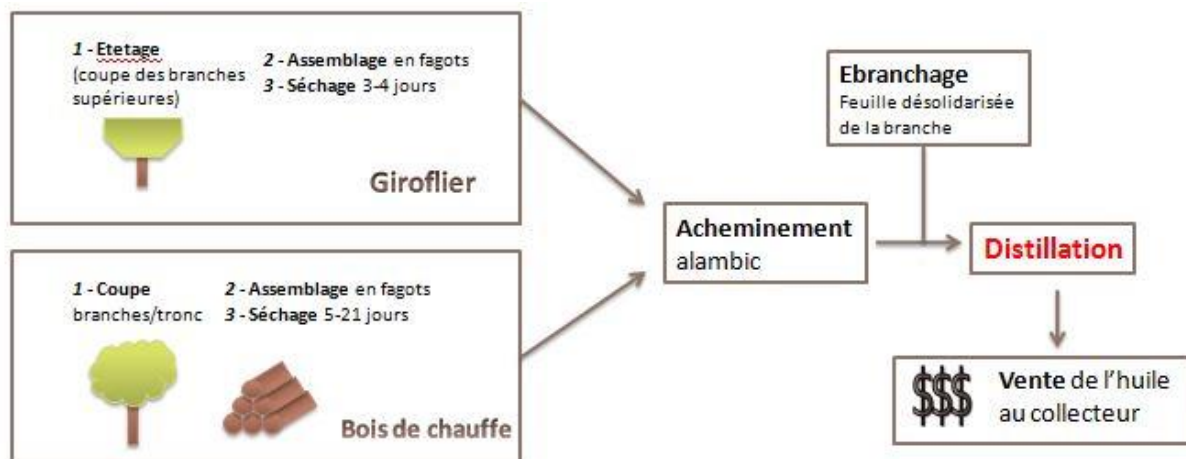 1 - Etetage
(coupe des branches
supérieures)
2 - Assemblage en fagots
3 - Séchage 3-4 jours
Giroflier
1 - Coupe
branches/tronc
2 - Assemblage en fagots
3 - Séchage 5-21 jours
Bois de chauffe
Acheminement
alambic
Ebranchage
Feuille désolidarisée
de la branche
Distillation
$$$
Vente de l'huile
au collecteur